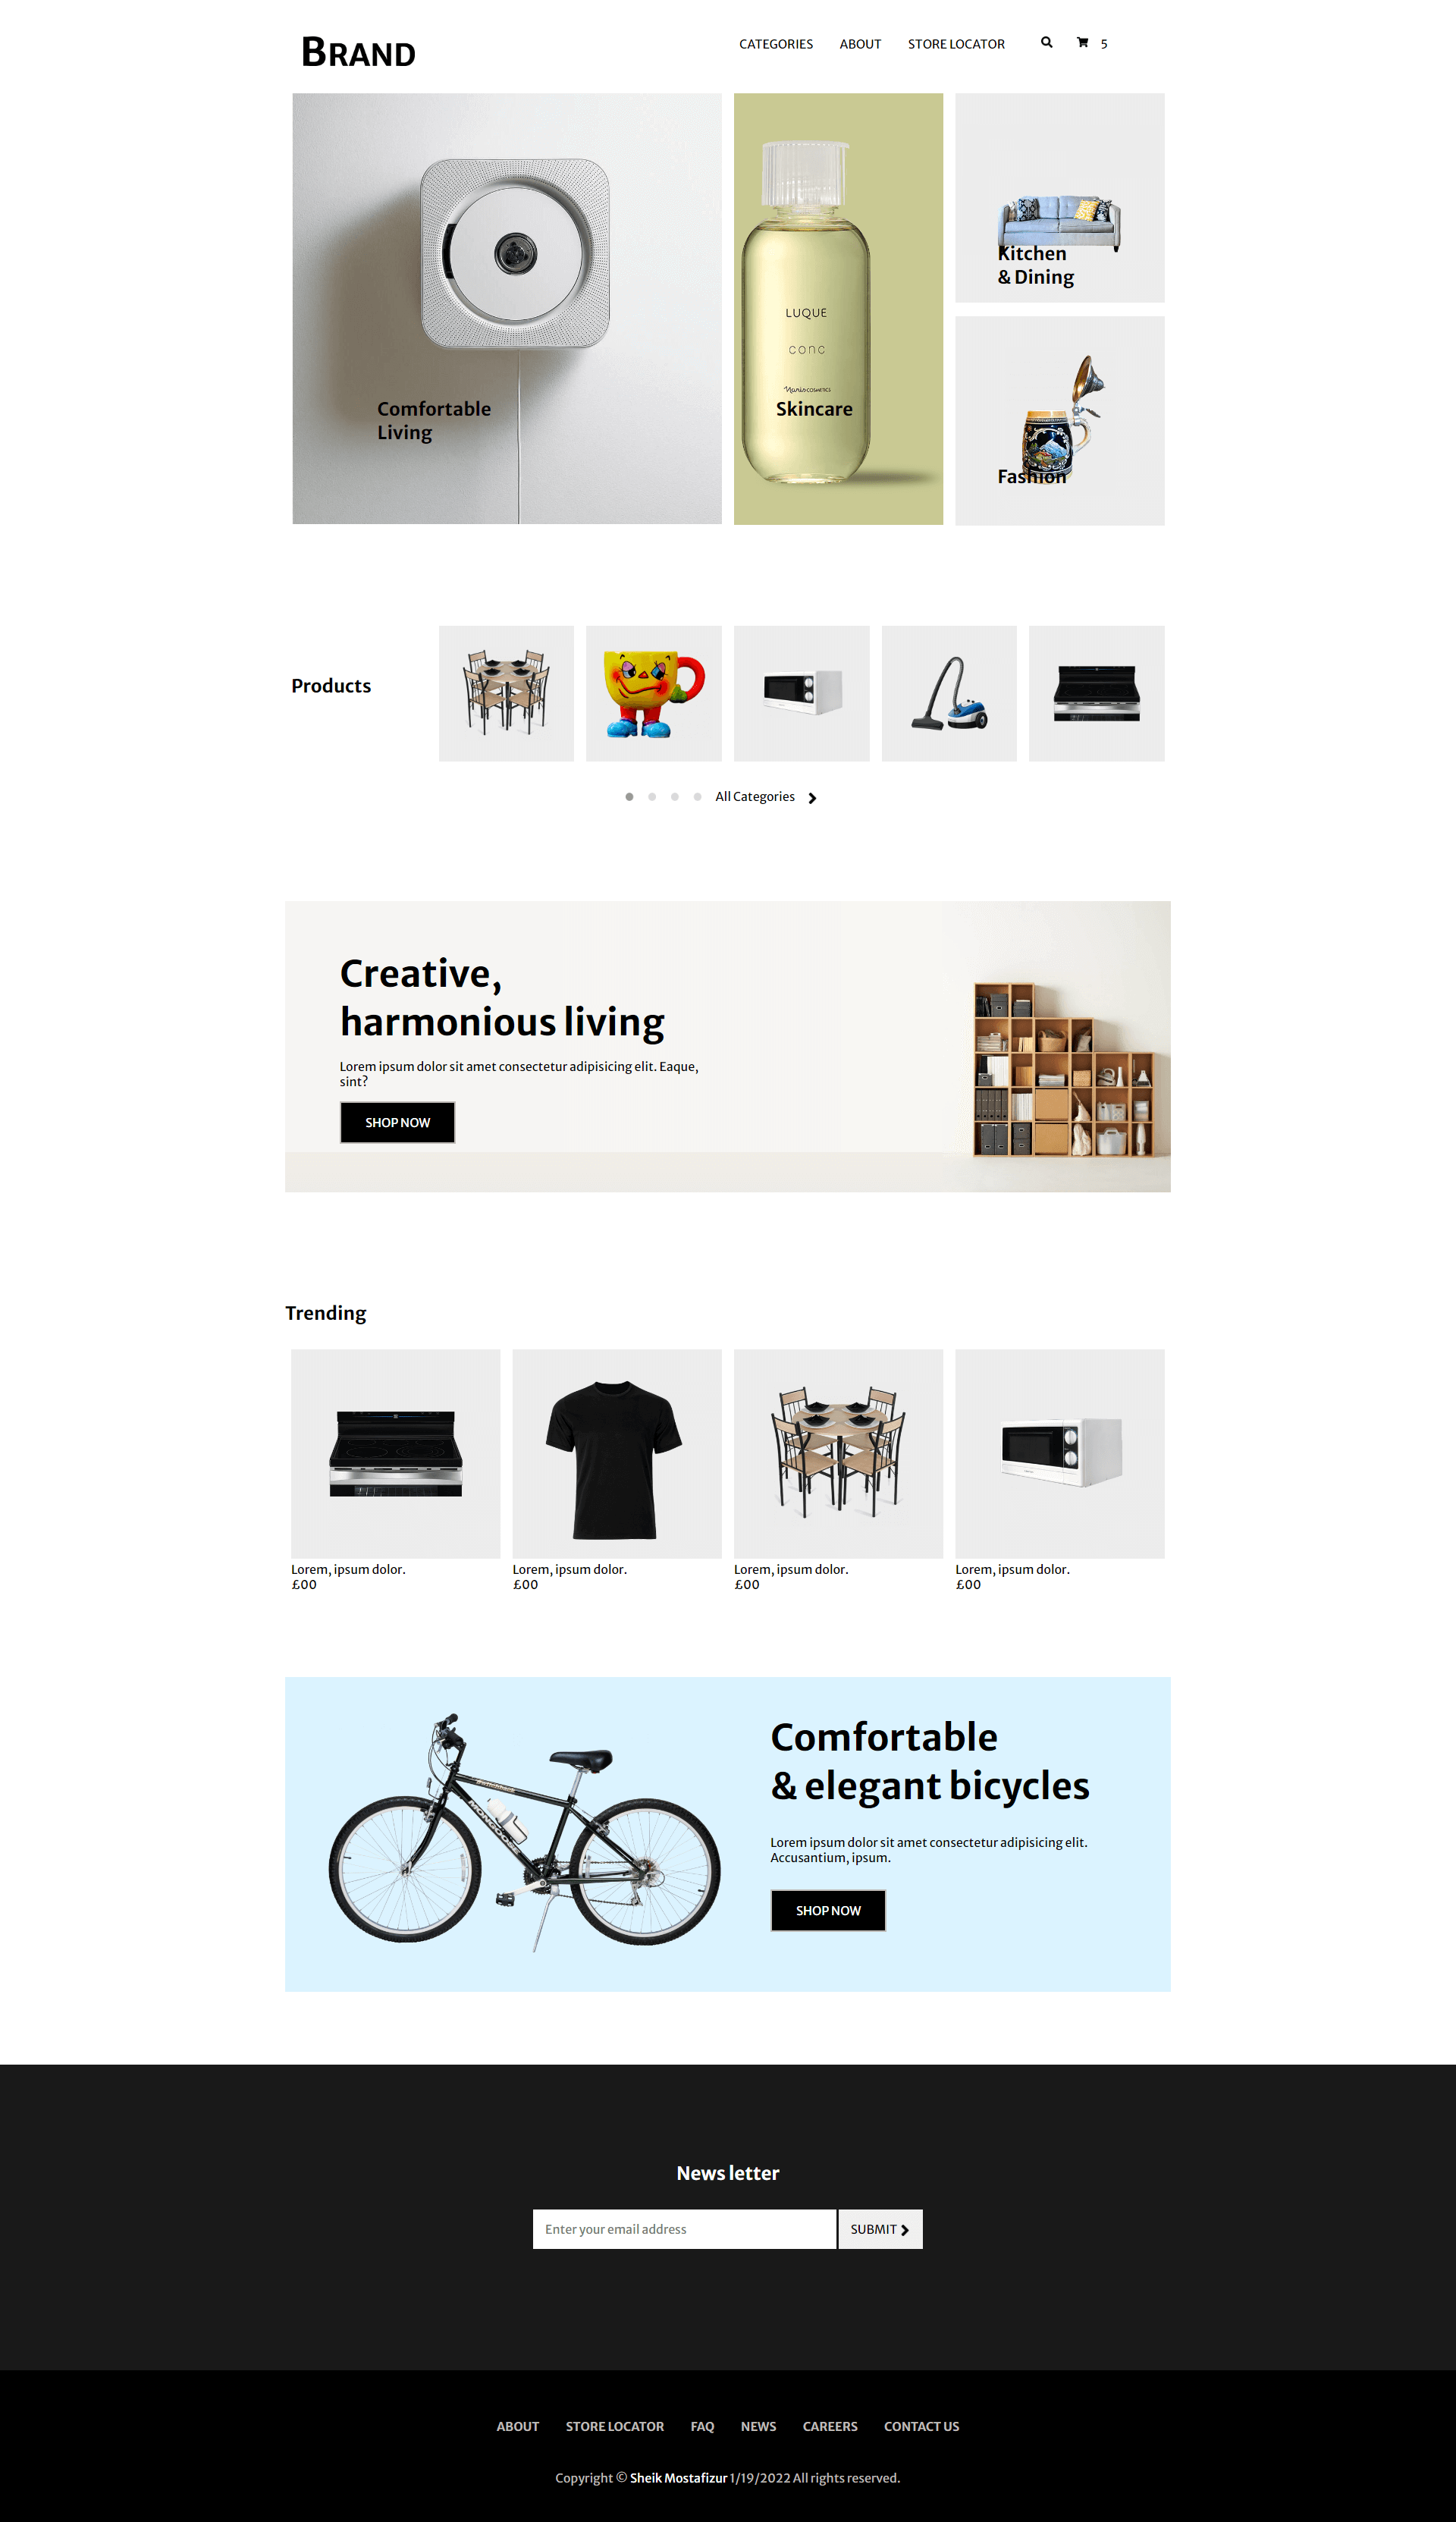 BRAND
CATEGORIES ABOUT STORE LOCATOR 5
LUQUE
conc
Comfortable
Living
Skincare
Kitchen
& Dining
Fashion
Products
All Categories
Creative,
harmonious living
Lorem ipsum dolor sit amet consectetur adipisicing elit. Eaque,
sint?
SHOP NOW
Trending
Lorem, ipsum dolor.
£00
Lorem, ipsum dolor.
£00
Lorem, ipsum dolor.
£00
Lorem, ipsum dolor.
£00
MONGOOSE
Comfortable
& elegant bicycles
Lorem ipsum dolor sit amet consectetur adipisicing elit.
Accusantium, ipsum.
SHOP NOW
News letter
Enter your email address
SUBMIT
ABOUT STORE LOCATOR FAQ NEWS CAREERS CONTACT US
Copyright © Sheik Mostafizur 1/19/2022 All rights reserved.